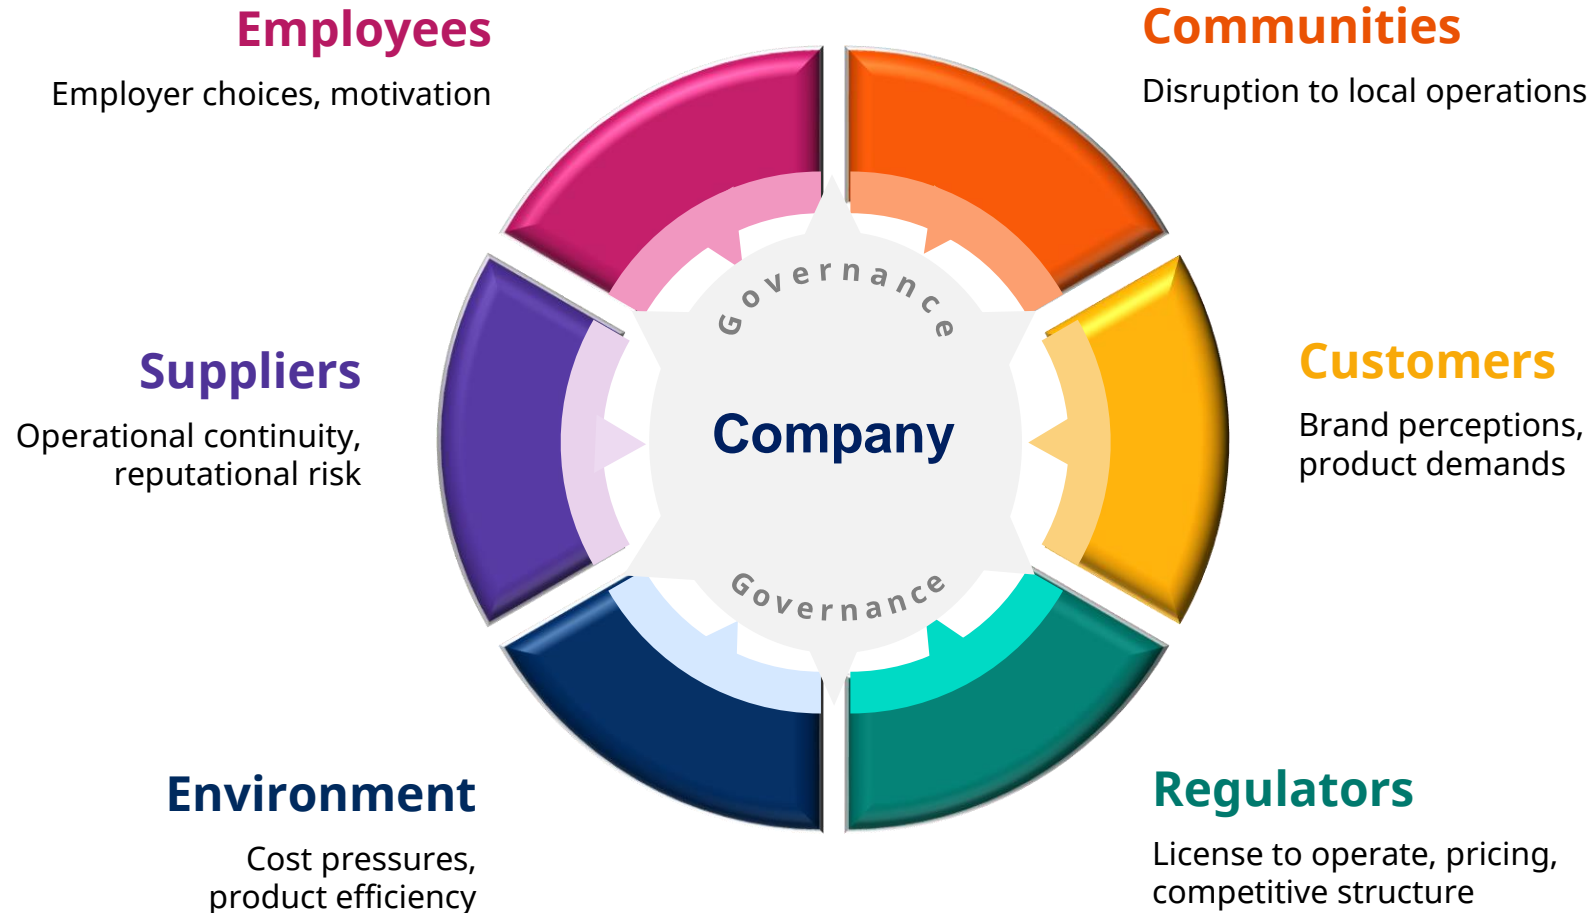 Employees
Employer choices, motivation
Communities
Disruption to local operations
Governance
Suppliers
Operational continuity,
reputational risk
Company
Customers
Brand perceptions,
product demands
Governance
Environment
Cost pressures,
product efficiency
Regulators
License to operate, pricing,
competitive structure